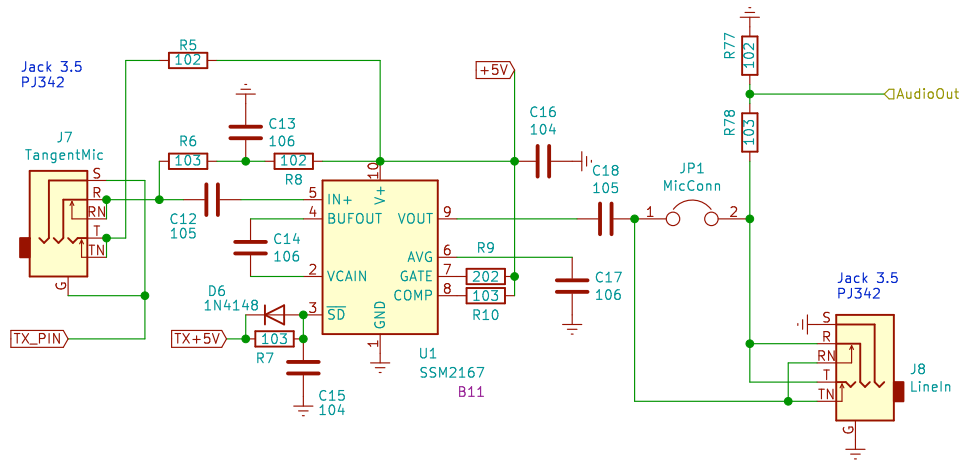 R5
102
Jack 3.5
PJ342
+5V
R77
102
AudioOut
C13
106
C16
104
R78
103
J7
TangentMic
R6
103
102
R8
C18
105
JP1
MicConn
S
R
RN
T
TN
G
C12
105
10
V+
5
IN+
4
BUFOUT
VOUT
9
1
2
C14
106
AVG
6
R9
2
VCAIN
GATE
7
202
COMP
8
103
R10
C17
106
Jack 3.5
PJ342
D6
1N4148
3
SD
GND
1
TX_PIN
TX+5V
103
R7
U1
SSM2167
B11
C15
104
S
R
RN
T
TN
G
J8
LineIn